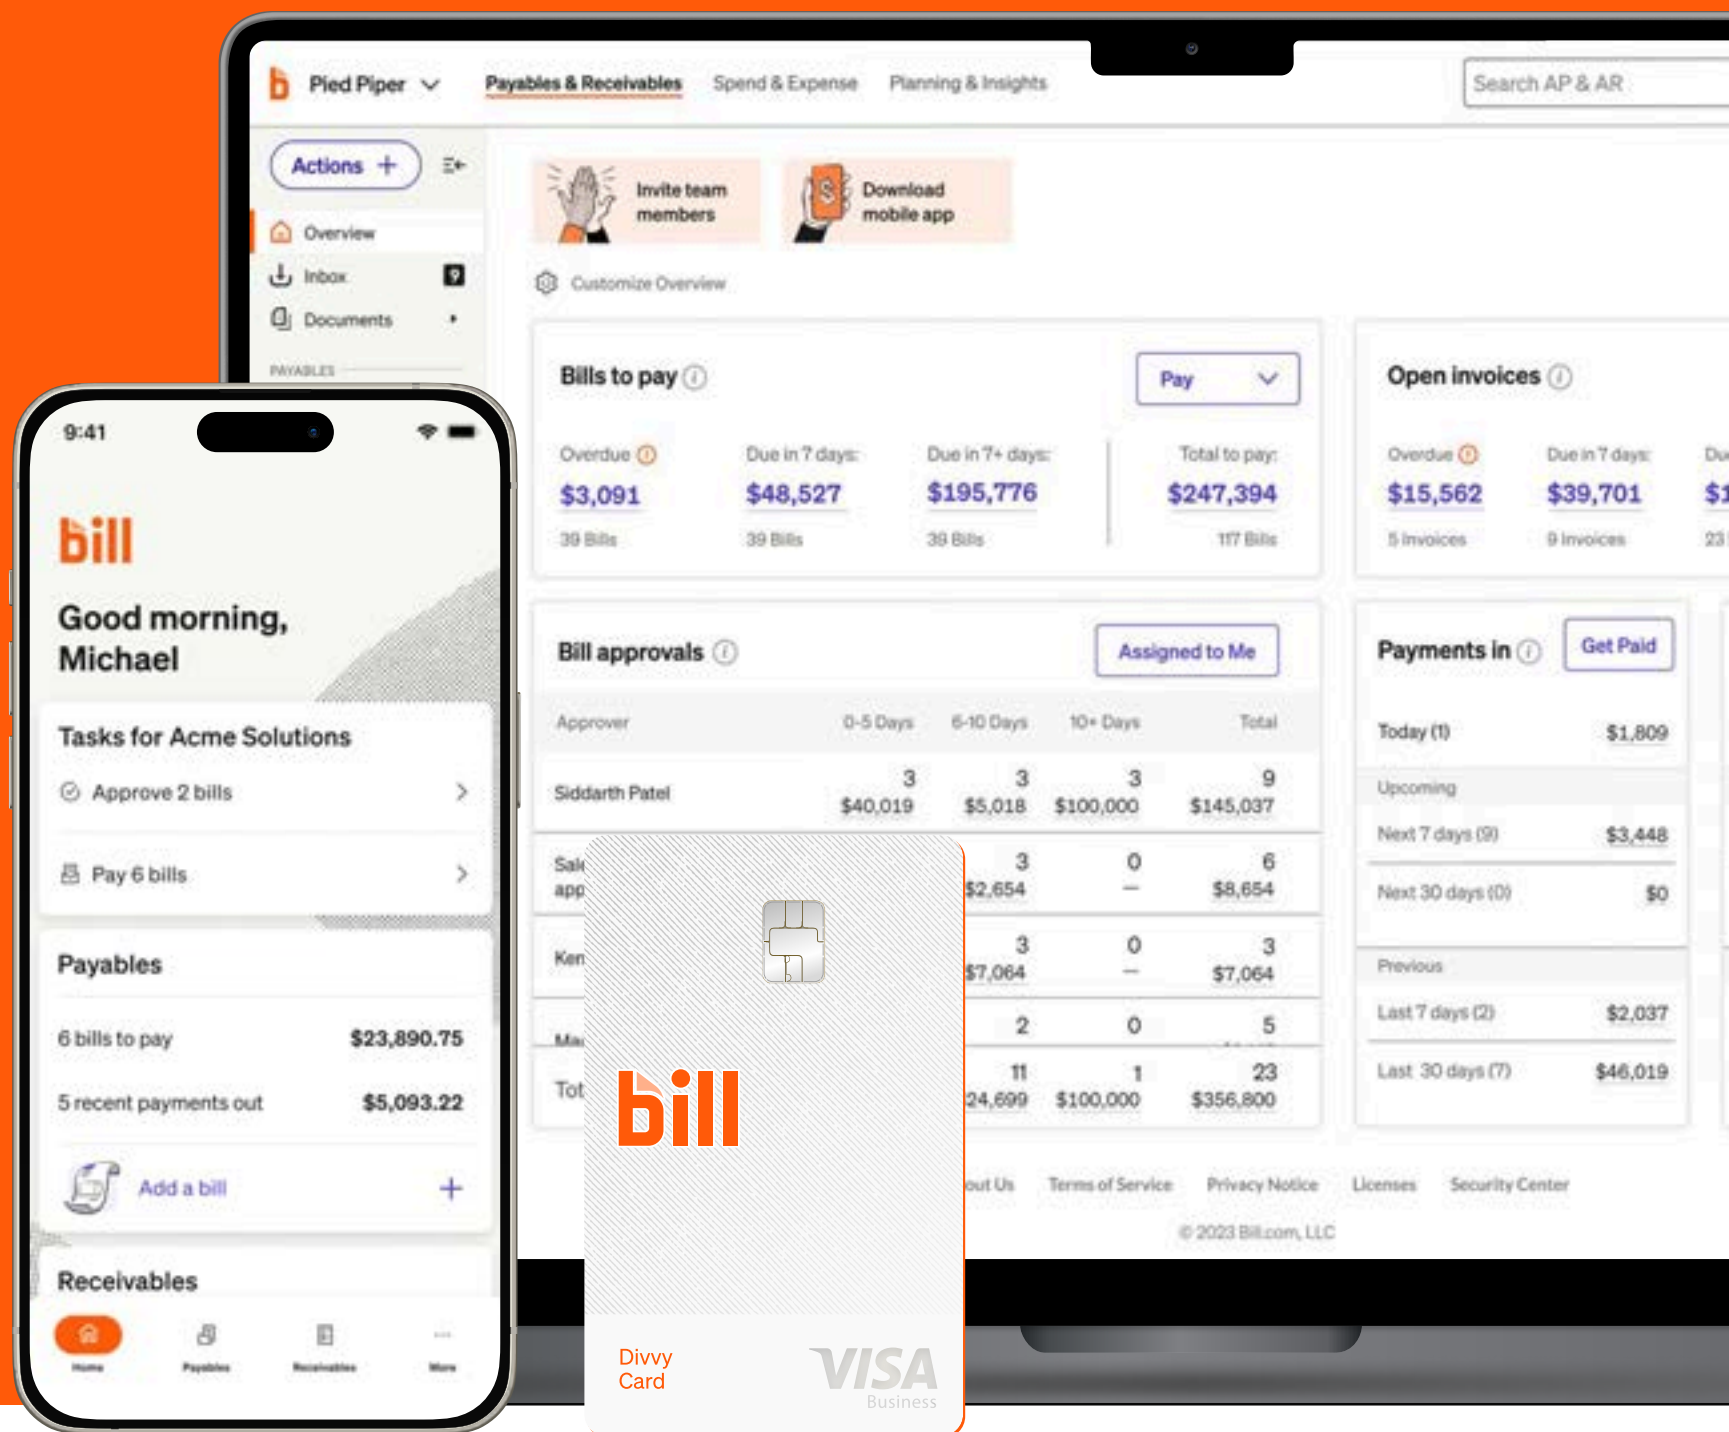 Pied Piper
Payables & Receivables
Spend & Expense
Planning & Insights
Search AP & AR
Actions +
Overview
Inbox
9
Documents
PAYABLES
Invite team
members
Download
mobile app
Customize Overview
Bills to pay
Pay
Overdue
Due in 7 days:
Due in 7+ days:
Total to pay:
$3,091
$48,527
$195,776
$247,394
39 Bills
39 Bills
39 Bills
117 Bills
Open invoices
Overdue
Due in 7 days:
$15,562
$39,701
5 Invoices
9 Invoices
23
Bill approvals
Assigned to Me
Approver
0-5 Days
6-10 Days
10+ Days
Total
Siddarth Patel
3
3
3
9
$40,019
$5,018
$100,000
$145,037
3
0
6
$2,654
—
$8,654
3
0
3
$7,064
—
$7,064
2
0
5
11
1
23
24,699
$100,000
$356,800
Payments in
Get Paid
Today (1)
$1,809
Upcoming
Next 7 days (9)
$3,448
Next 30 days (0)
$0
Previous
Last 7 days (2)
$2,037
Last 30 days (7)
$46,019
out Us
Terms of Service
Privacy Notice
Licenses
Security Center
© 2023 Bill.com, LLC
9:41
bill
Good morning,
Michael
Tasks for Acme Solutions
Approve 2 bills
Pay 6 bills
Payables
6 bills to pay
$23,890.75
5 recent payments out
$5,093.22
Add a bill +
Receivables
Home
Payables
Receivables
More
bill
Divvy
Card
VISA
Business